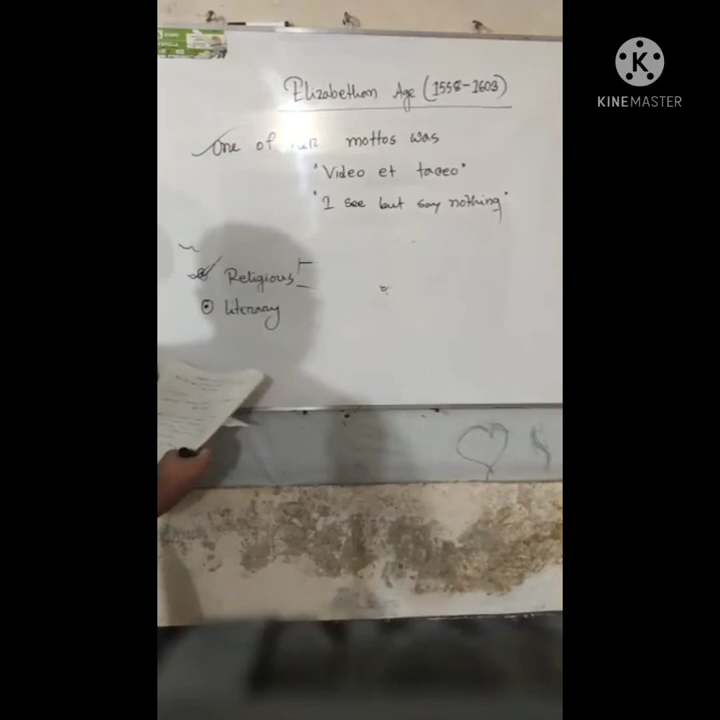 Elizabethan Age (1558-1603)
One of mottos was
"Video et taceo"
"I see but say nothing"
Religious
Literary
K
KINEMASTER